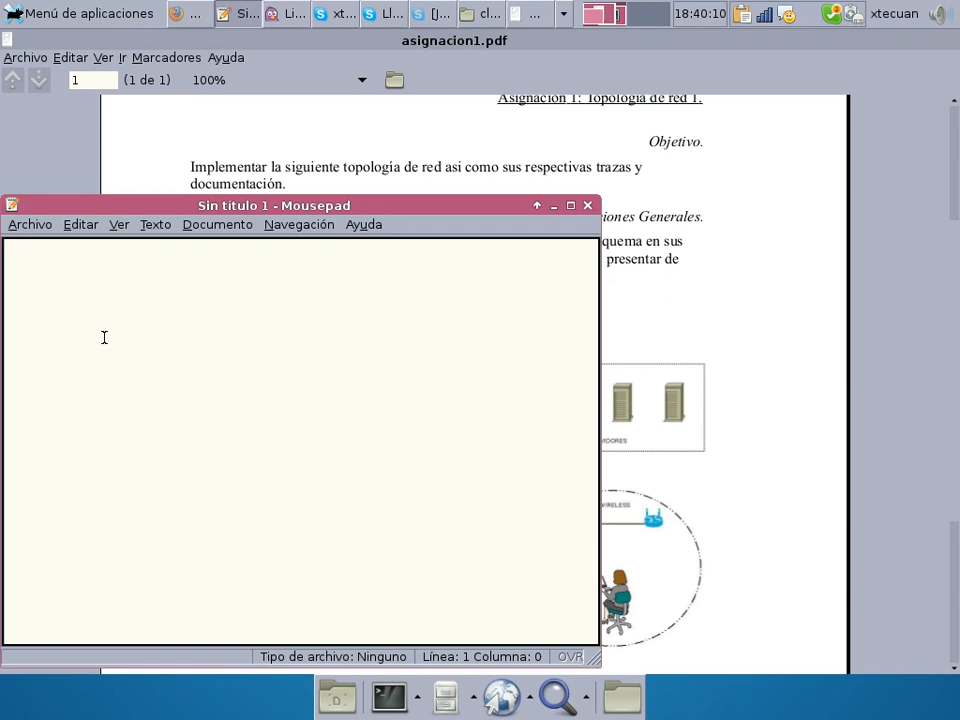 Menú de aplicaciones
...
Si...
Li...
xt...
Ll...
[J...
cl...
...
18:40:10
xtecuan
asignacion1.pdf
Archivo Editar Ver Ir Marcadores Ayuda
1 (1 de 1) 100%
Asignación 1: Topología de red 1.
Objetivo.
Implementar la siguiente topología de red asi como sus respectivas trazas y
documentación.
Sin título 1 - Mousepad
iones Generales.
Archivo Editar Ver Texto Documento Navegación Ayuda
quema en sus
presentar de
IDORES
WIRELESS
Tipo de archivo: Ninguno Línea: 1 Columna: 0 OVR
D